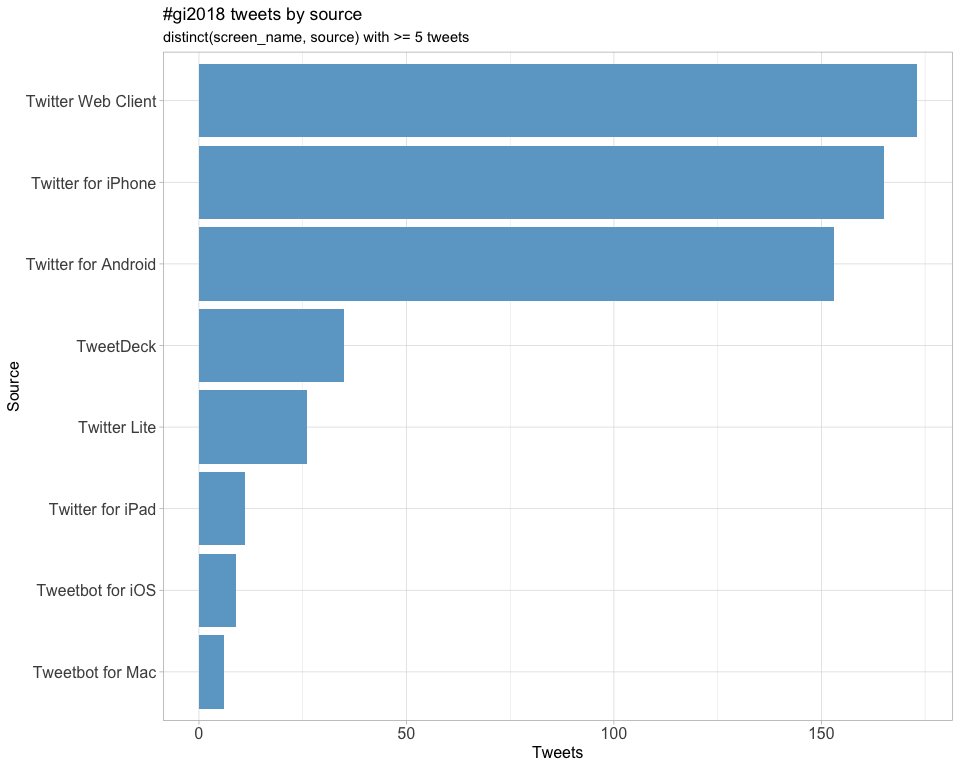 #gi2018 tweets by source
distinct(screen_name, source) with >= 5 tweets
Twitter Web Client
Twitter for iPhone
Twitter for Android
TweetDeck
Twitter Lite
Twitter for iPad
Tweetbot for iOS
Tweetbot for Mac
Source
0 50 100 150
Tweets